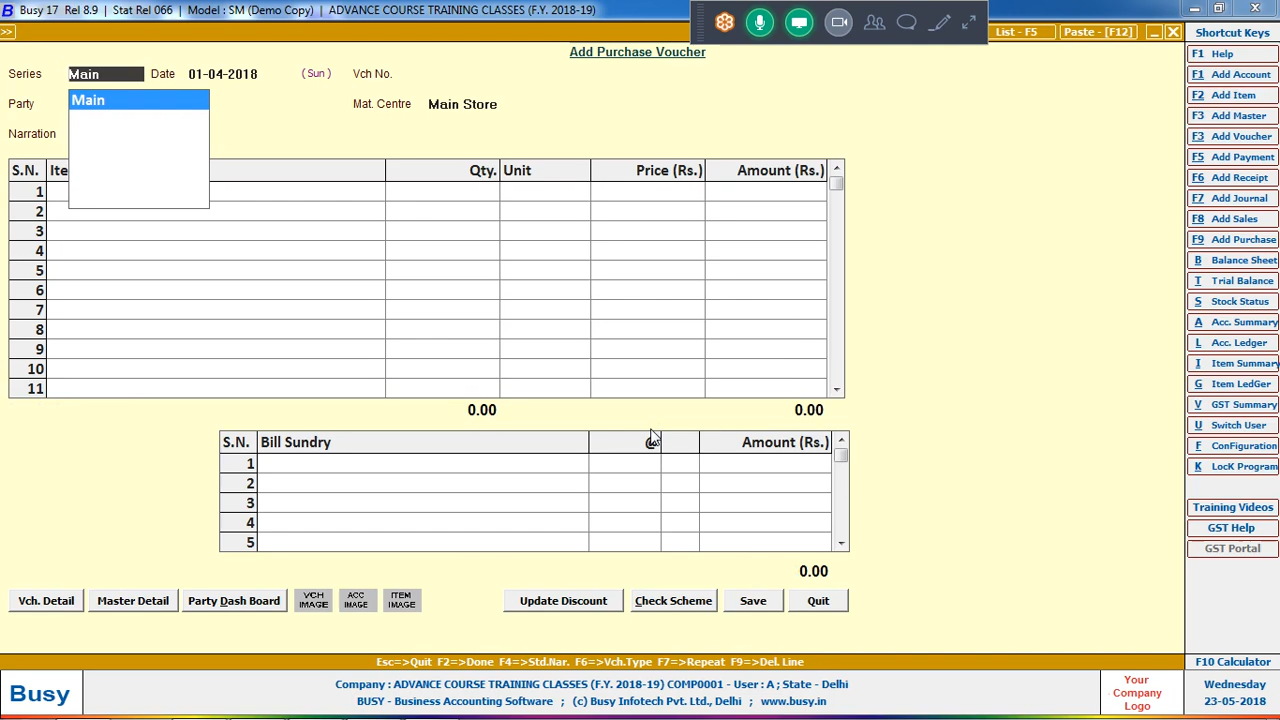 Busy 17 Rel 8.9 | Stat Rel 066 | Model : SM (Demo Copy) | ADVANCE COURSE TRAINING CLASSES (F.Y. 2018-19)
>> List - F5 Paste - [F12]
Add Purchase Voucher
Series Main Date 01-04-2018 ( Sun ) Vch No.
Main
Party Mat. Centre Main Store
Narration
S.N. Ite Qty. Unit Price (Rs.) Amount (Rs.)
1
2
3
4
5
6
7
8
9
10
11
0.00 0.00
S.N. Bill Sundry @ Amount (Rs.)
1
2
3
4
5
0.00
Vch. Detail Master Detail Party Dash Board VCH IMAGE ACC IMAGE ITEM IMAGE Update Discount Check Scheme Save Quit
Esc=>Quit F2=>Done F4=>Std.Nar. F6=>Vch.Type F7=>Repeat F9=>Del. Line
Busy
Company : ADVANCE COURSE TRAINING CLASSES (F.Y. 2018-19) COMP0001 - User : A ; State - Delhi
BUSY - Business Accounting Software ; (c) Busy Infotech Pvt. Ltd., Delhi ; www.busy.in
Your
Company
Logo
Shortcut Keys
F1 Help
F1 Add Account
F2 Add Item
F3 Add Master
F3 Add Voucher
F5 Add Payment
F6 Add Receipt
F7 Add Journal
F8 Add Sales
F9 Add Purchase
B Balance Sheet
T Trial Balance
S Stock Status
A Acc. Summary
L Acc. Ledger
I Item Summary
G Item LedGer
V GST Summary
U Switch User
F ConFiguration
K LocK Program
Training Videos
GST Help
GST Portal
F10 Calculator
Wednesday
23-05-2018